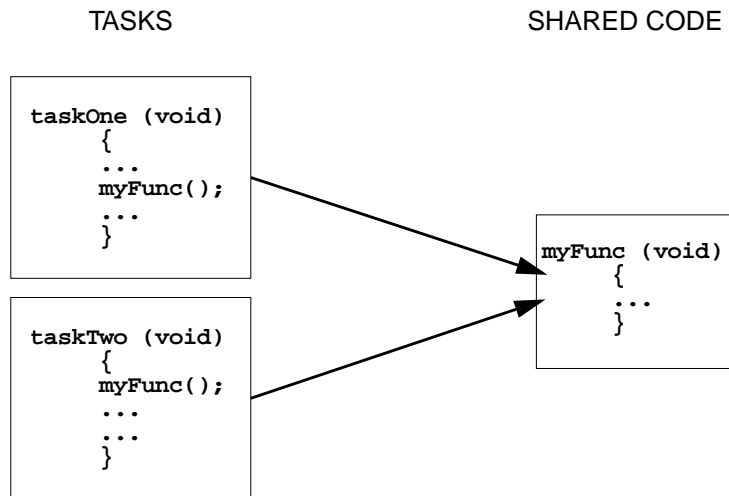 TASKS
SHARED CODE
taskOne (void)
{
...
myFunc();
...
}
taskTwo (void)
{
myFunc();
...
...
}
myFunc (void)
{
...
}